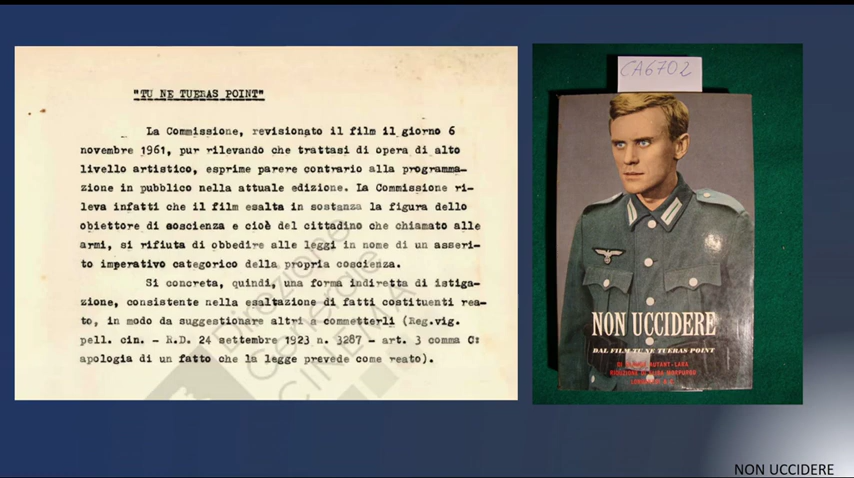 "TU NE TUERAS POINT"
La Commissione, revisionato il film il giorno 6
novembre 1961, pur rilevando che trattasi di opera di alto
livello artistico, esprime parere contrario alla programma-
zione in pubblico nella attuale edizione. La Commissione ri-
leva infatti che il film esalta in sostanza la figura dello
obiettore di coscienza e cioè del cittadino che chiamato alle
armi, si rifiuta di obbedire alle leggi in nome di un asseri-
to imperativo categorico della propria coscienza.
Si concreta, quindi, una forma indiretta di istiga-
zione, consistente nella esaltazione di fatti costituenti rea-
to, in modo da suggestionare altri a commetterli (Reg.vig.
pell. cin. - R.D. 24 settembre 1923 n. 3287 - art. 3 comma C:
apologia di un fatto che la legge prevede come reato).
Direzione
Generale
CINEMA
CA6702
NON UCCIDERE
DAL FILM TU NE TUERAS POINT
DI AUTANT-LARA
NON UCCIDERE